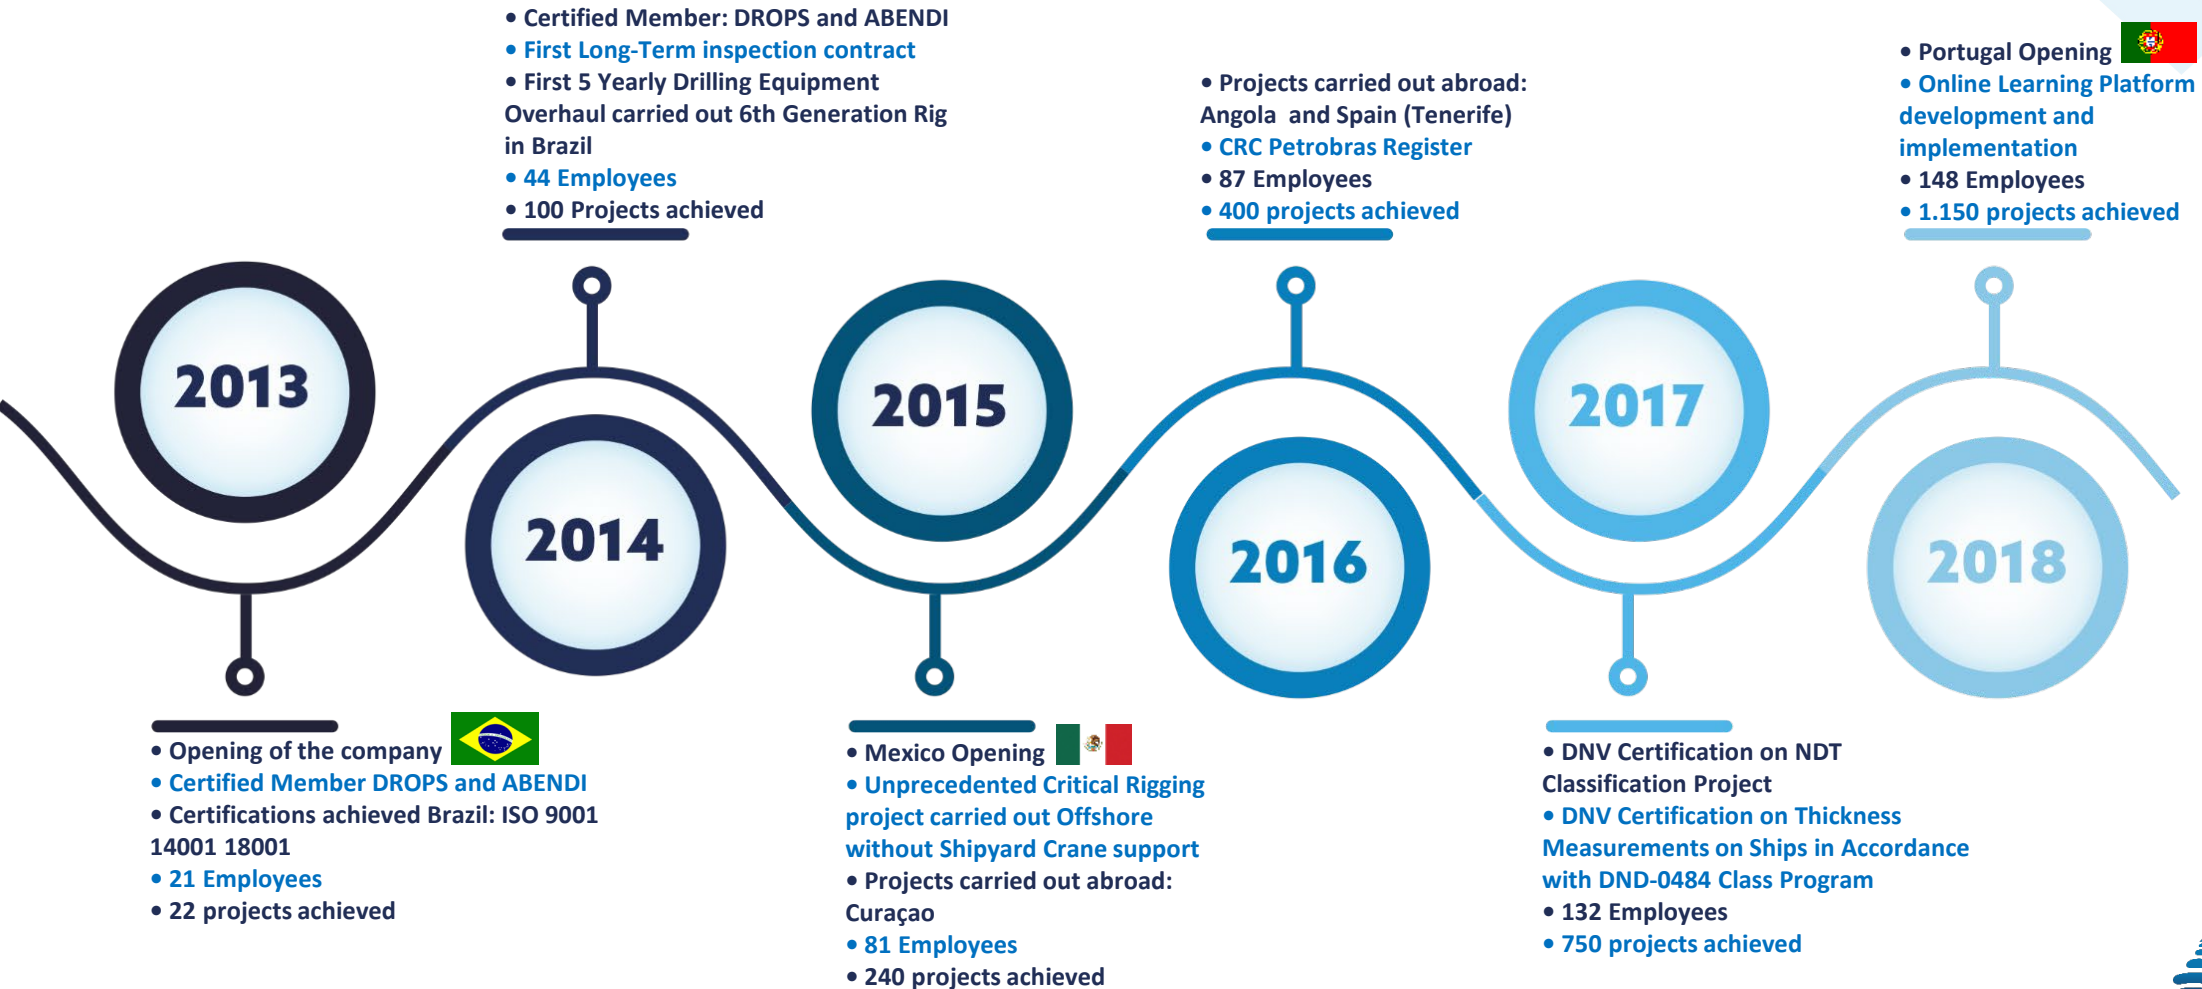 2013
• Opening of the company
• Certified Member DROPS and ABENDI
• Certifications achieved Brazil: ISO 9001
14001 18001
• 21 Employees
• 22 projects achieved
• Certified Member: DROPS and ABENDI
• First Long-Term inspection contract
• First 5 Yearly Drilling Equipment
Overhaul carried out 6th Generation Rig
in Brazil
• 44 Employees
• 100 Projects achieved
2014
2015
• Mexico Opening
• Unprecedented Critical Rigging
project carried out Offshore
without Shipyard Crane support
• Projects carried out abroad:
Curaçao
• 81 Employees
• 240 projects achieved
• Projects carried out abroad:
Angola and Spain (Tenerife)
• CRC Petrobras Register
• 87 Employees
• 400 projects achieved
2016
2017
• DNV Certification on NDT
Classification Project
• DNV Certification on Thickness
Measurements on Ships in Accordance
with DND-0484 Class Program
• 132 Employees
• 750 projects achieved
• Portugal Opening
• Online Learning Platform
development and
implementation
• 148 Employees
• 1.150 projects achieved
2018